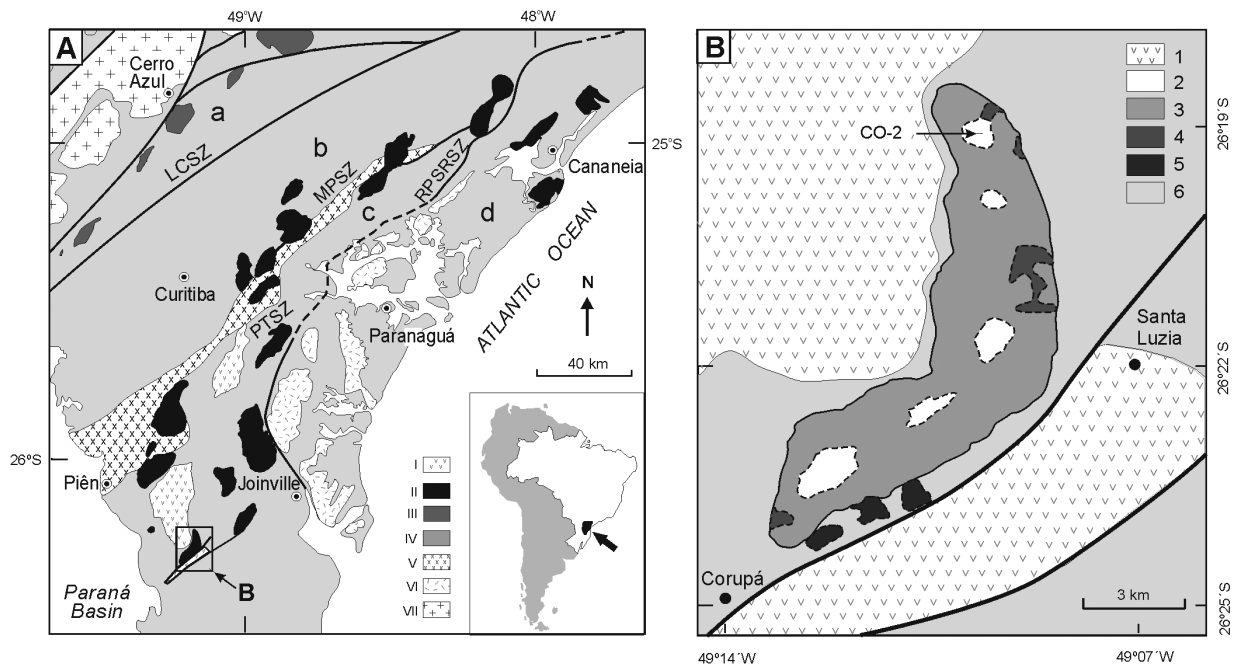 49°W
48°W
A
Cerro
Azul
a
LCSZ
b
MPSZ
RPSRSZ
c
d
25°S
Cananeia
ATLANTIC OCEAN
N
40 km
Curitiba
PTSZ
Paranaguá
26°S
Piên
Joinville
I
II
III
IV
V
VI
VII
B
Paraná
Basin
B
CO-2
1
2
3
4
5
6
26°19´S
Santa
Luzia
26°22´S
Corupá
3 km
26°25´S
49°14´W
49°07´W